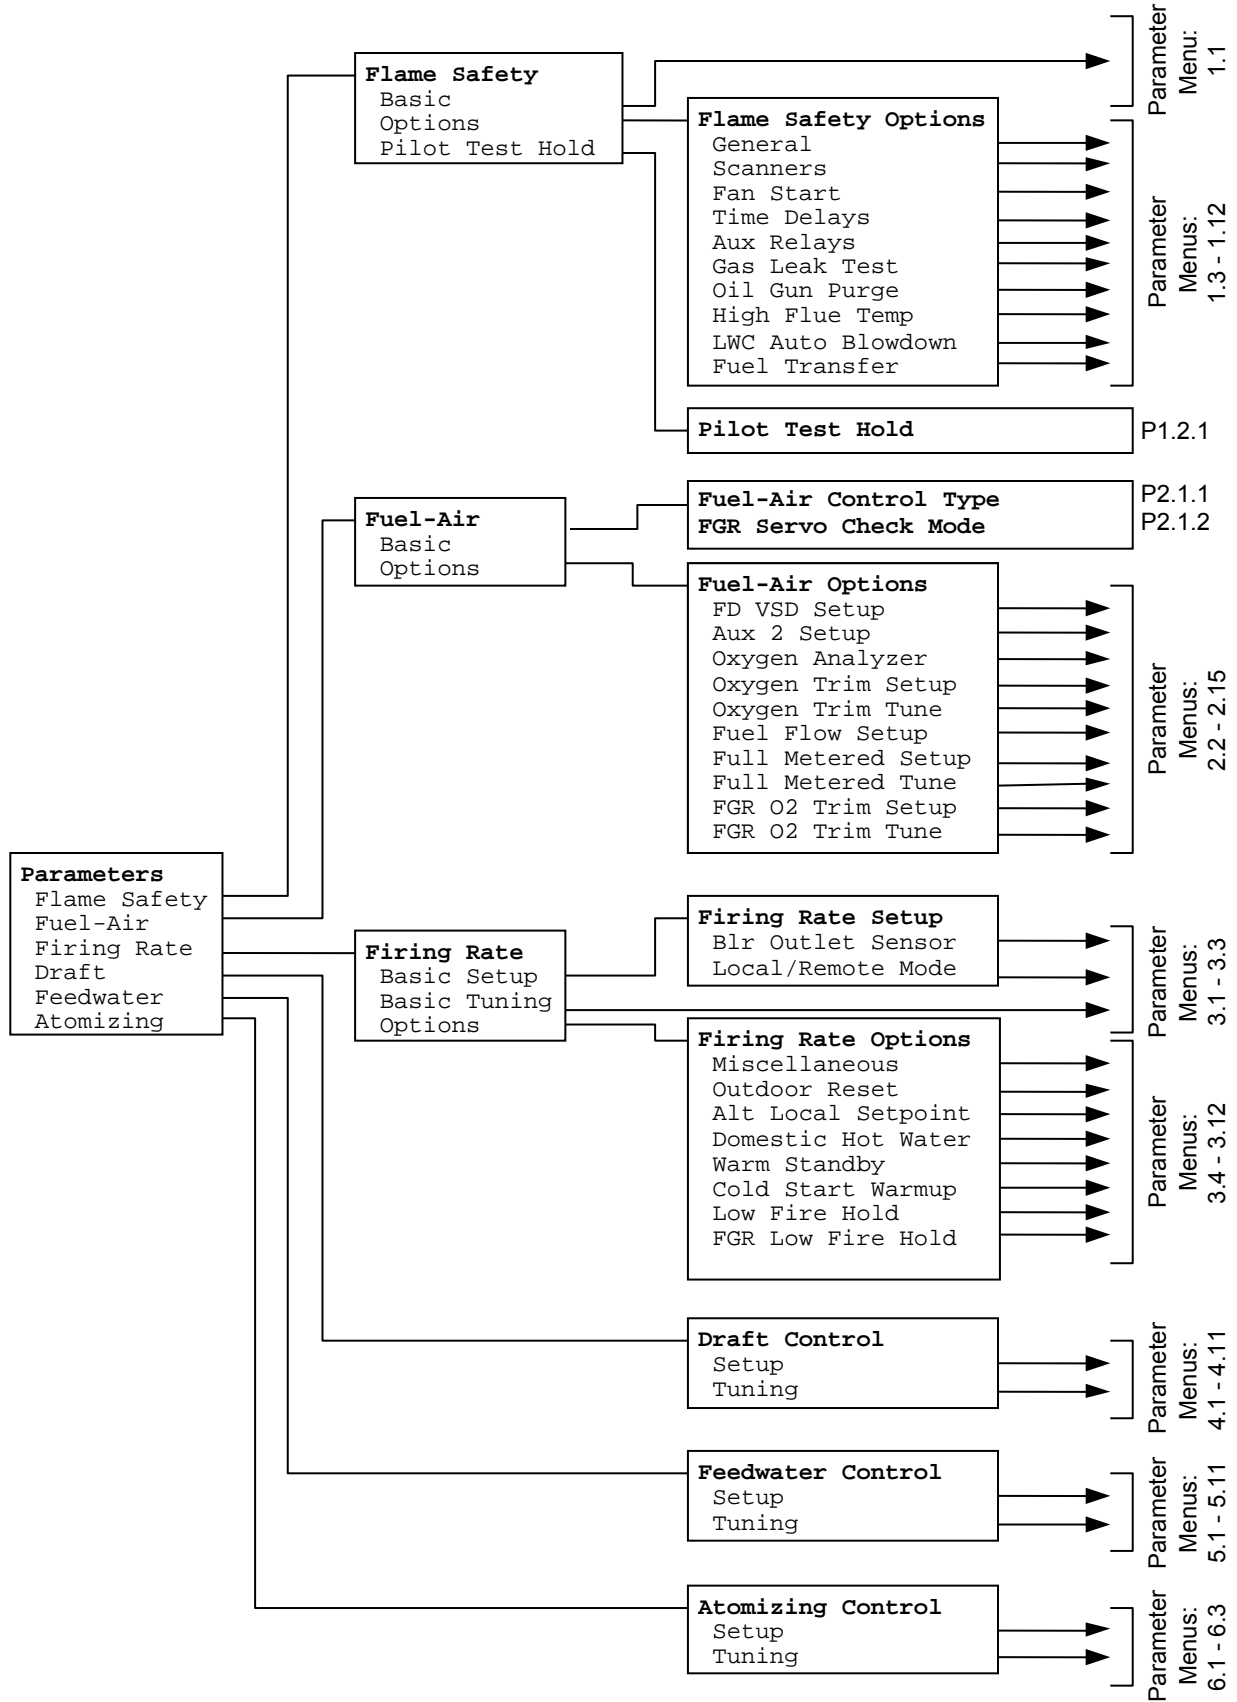 Parameters
Flame Safety
Fuel-Air
Firing Rate
Draft
Feedwater
Atomizing
Flame Safety
Basic
Options
Pilot Test Hold
Parameter
Menu:
1.1
Flame Safety Options
General
Scanners
Fan Start
Time Delays
Aux Relays
Gas Leak Test
Oil Gun Purge
High Flue Temp
LWC Auto Blowdown
Fuel Transfer
Parameter
Menus:
1.3 - 1.12
Pilot Test Hold
P1.2.1
Fuel-Air
Basic
Options
Fuel-Air Control Type
FGR Servo Check Mode
P2.1.1
P2.1.2
Fuel-Air Options
FD VSD Setup
Aux 2 Setup
Oxygen Analyzer
Oxygen Trim Setup
Oxygen Trim Tune
Fuel Flow Setup
Full Metered Setup
Full Metered Tune
FGR O2 Trim Setup
FGR O2 Trim Tune
Parameter
Menus:
2.2 - 2.15
Firing Rate
Basic Setup
Basic Tuning
Options
Firing Rate Setup
Blr Outlet Sensor
Local/Remote Mode
Parameter
Menus:
3.1 - 3.3
Firing Rate Options
Miscellaneous
Outdoor Reset
Alt Local Setpoint
Domestic Hot Water
Warm Standby
Cold Start Warmup
Low Fire Hold
FGR Low Fire Hold
Parameter
Menus:
3.4 - 3.12
Draft Control
Setup
Tuning
Parameter
Menus:
4.1 - 4.11
Feedwater Control
Setup
Tuning
Parameter
Menus:
5.1 - 5.11
Atomizing Control
Setup
Tuning
Parameter
Menus:
6.1 - 6.3